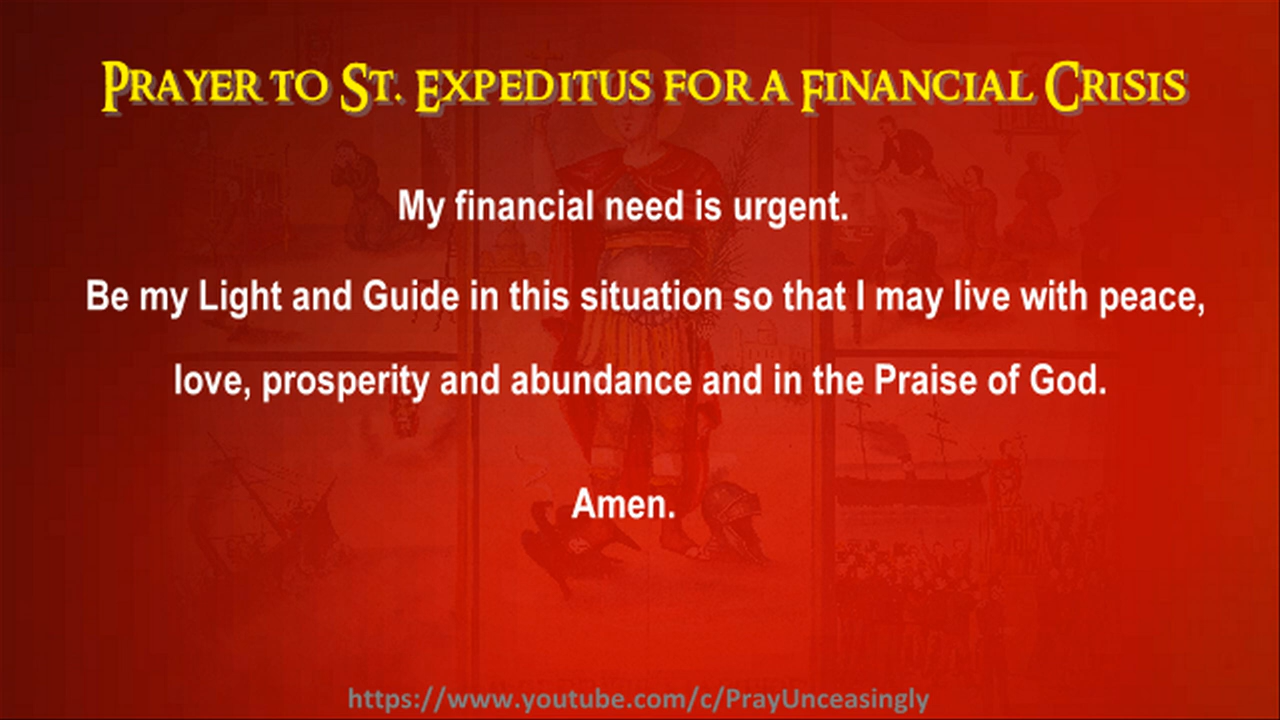 Prayer to St. Expeditus for a Financial Crisis
My financial need is urgent.
Be my Light and Guide in this situation so that I may live with peace,
love, prosperity and abundance and in the Praise of God.
Amen.
https://www.youtube.com/c/PrayUnceasingly